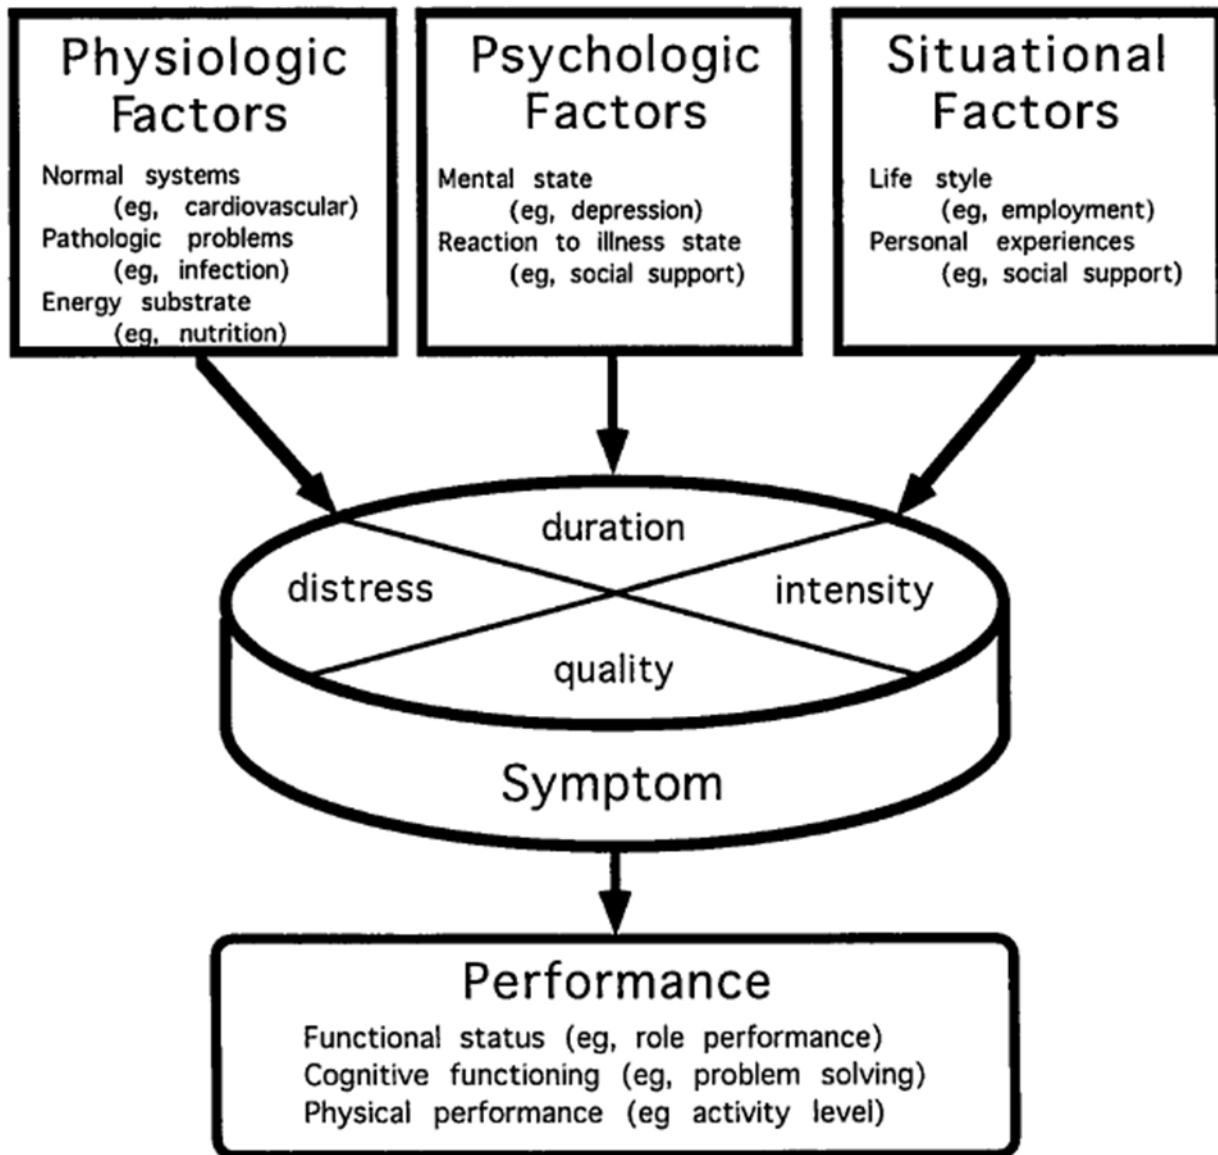 Physiologic
Factors
Normal systems
(eg, cardiovascular)
Pathologic problems
(eg, infection)
Energy substrate
(eg, nutrition)
Psychologic
Factors
Mental state
(eg, depression)
Reaction to illness state
(eg, social support)
Situational
Factors
Life style
(eg, employment)
Personal experiences
(eg, social support)
duration
distress
intensity
quality
Symptom
Performance
Functional status (eg, role performance)
Cognitive functioning (eg, problem solving)
Physical performance (eg activity level)